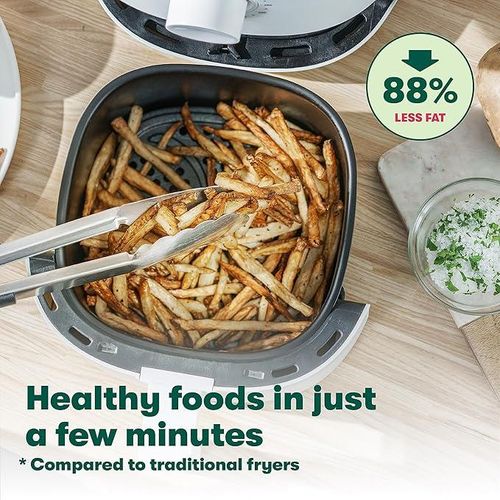 88%
LESS FAT
Healthy foods in just
a few minutes
* Compared to traditional fryers